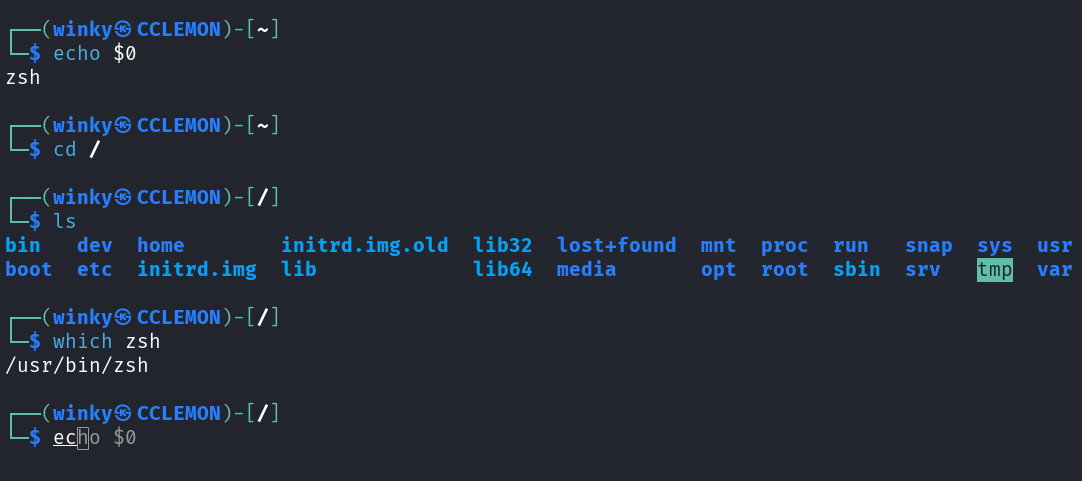 ┌──(winky㉿CCLEMON)-[~]
└─$ echo $0
zsh
┌──(winky㉿CCLEMON)-[~]
└─$ cd /
┌──(winky㉿CCLEMON)-[/]
└─$ ls
bin dev home initrd.img.old lib32 lost+found mnt proc run snap sys usr
boot etc initrd.img lib lib64 media opt root sbin srv tmp var
┌──(winky㉿CCLEMON)-[/]
└─$ which zsh
/usr/bin/zsh
┌──(winky㉿CCLEMON)-[/]
└─$ echo $0